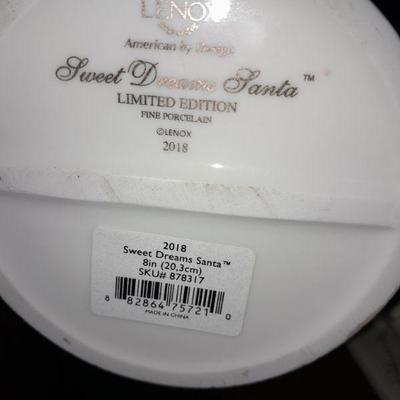 LENOX
American by Design
Sweet Dreams Santa™
LIMITED EDITION
FINE PORCELAIN
©LENOX
2018
2018
Sweet Dreams Santa™
8in (20,3cm)
SKU# 878317
8 82864 75721 0
MADE IN CHINA